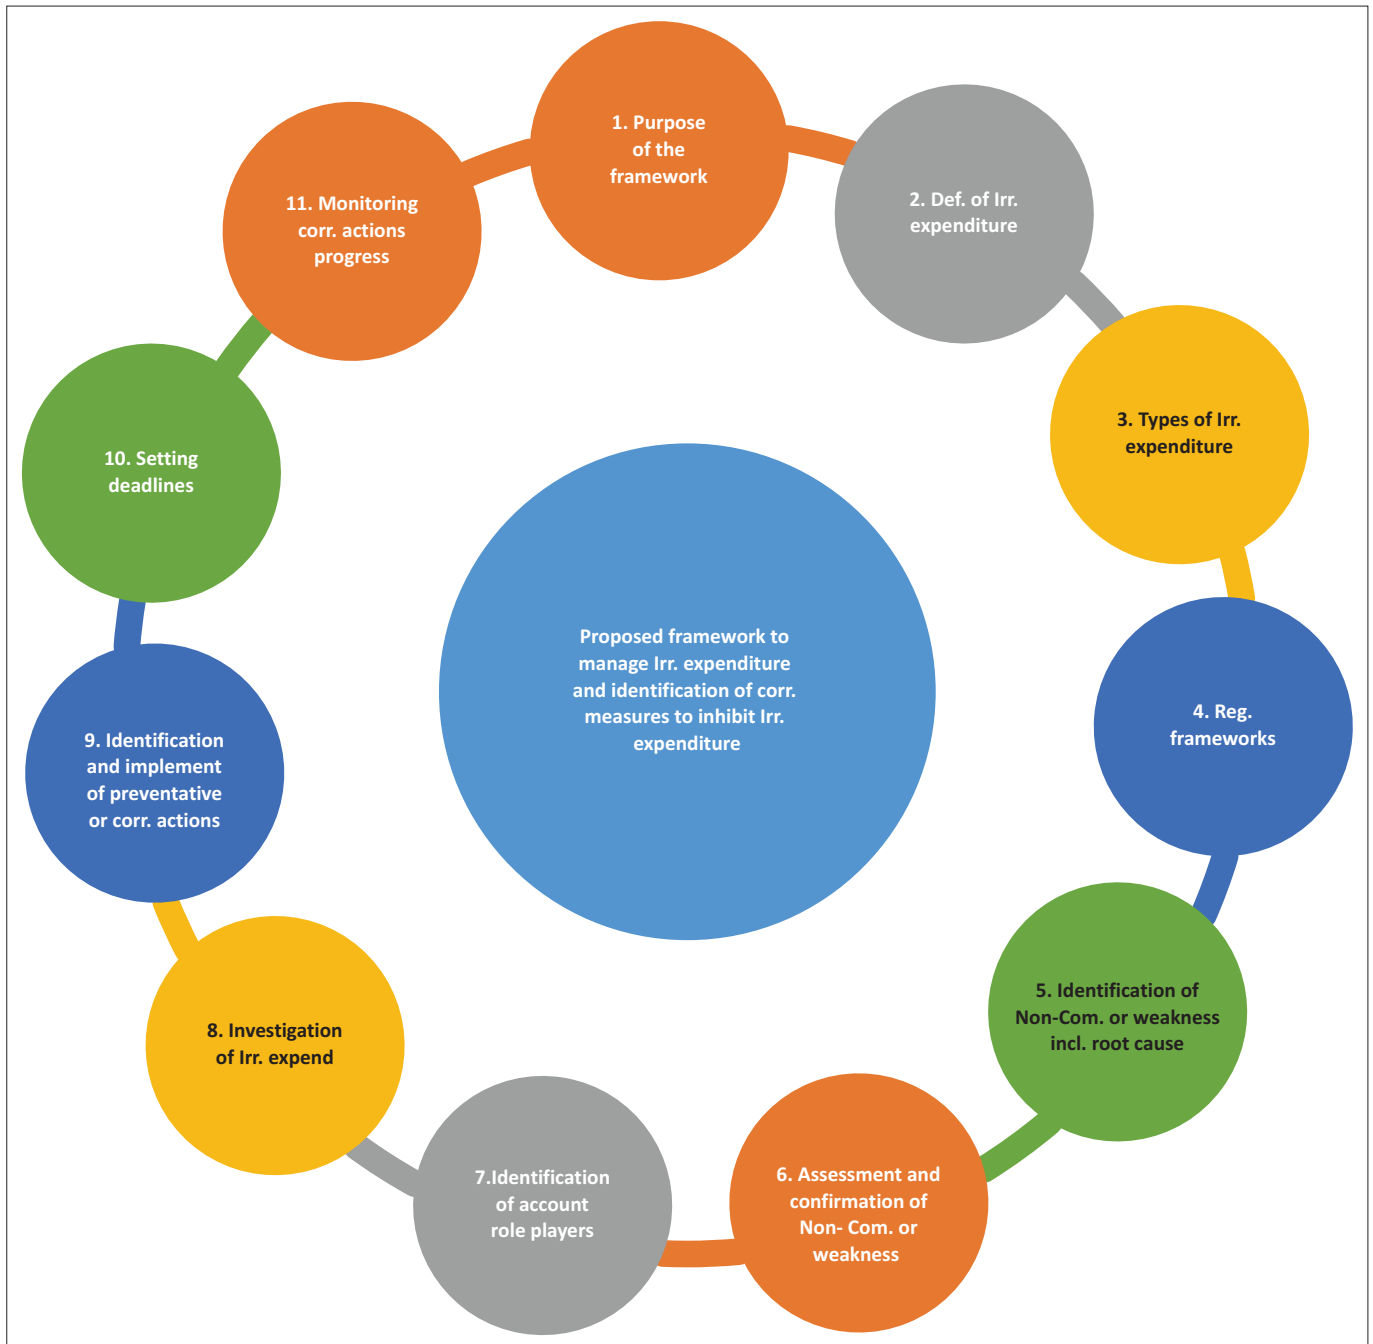 1. Purpose
of the
framework
2. Def. of Irr.
expenditure
3. Types of Irr.
expenditure
4. Reg.
frameworks
5. Identification of
Non-Com. or weakness
incl. root cause
6. Assessment and
confirmation of
Non- Com. or
weakness
7.Identification
of account
role players
8. Investigation
of Irr. expend
9. Identification
and implement
of preventative
or corr. actions
10. Setting
deadlines
11. Monitoring
corr. actions
progress
Proposed framework to
manage Irr. expenditure
and identification of corr.
measures to inhibit Irr.
expenditure